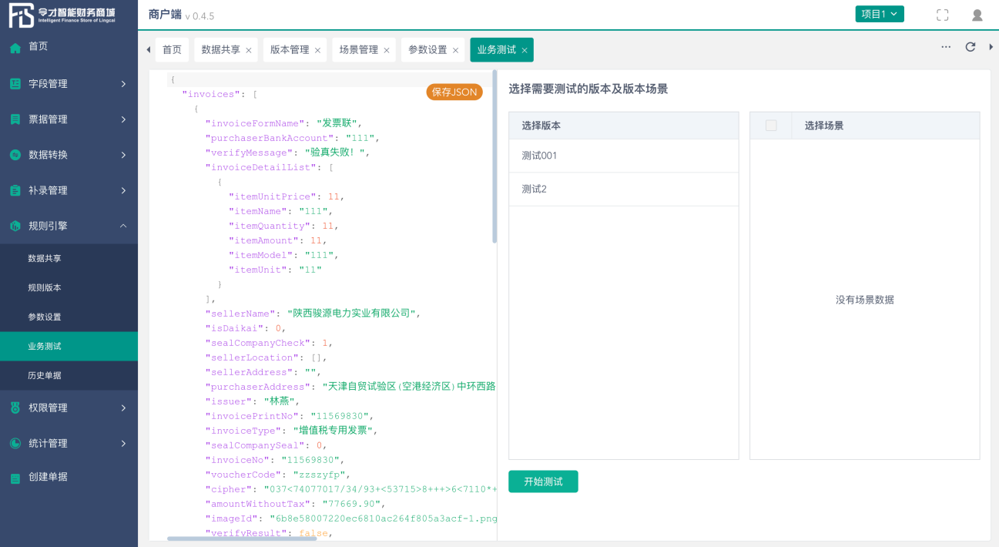 令才智能财务商城
Intelligent Finance Store of Lingcai
商户端 v 0.4.5
项目1
首页
字段管理
票据管理
数据转换
补录管理
规则引擎
数据共享
规则版本
参数设置
业务测试
历史单据
权限管理
统计管理
创建单据
首页
数据共享 ×
版本管理 ×
场景管理 ×
参数设置 ×
业务测试 ×
保存JSON
{
"invoices": [
{
"invoiceFormName": "发票联",
"purchaserBankAccount": "111",
"verifyMessage": "验真失败！",
"invoiceDetailList": [
{
"itemUnitPrice": 11,
"itemName": "111",
"itemQuantity": 11,
"itemAmount": 11,
"itemModel": "111",
"itemUnit": "11"
}
],
"sellerName": "陕西骏源电力实业有限公司",
"isDaikai": 0,
"sealCompanyCheck": 1,
"sellerLocation": [],
"sellerAddress": "",
"purchaserAddress": "天津自贸试验区(空港经济区)中环西路
"issuer": "林燕",
"invoicePrintNo": "11569830",
"invoiceType": "增值税专用发票",
"sealCompanySeal": 0,
"invoiceNo": "11569830",
"voucherCode": "zzszyfp",
"cipher": "037<74077017/34/93+<53715>8+++>6<7110*+
"amountWithoutTax": "77669.90",
"imageId": "6b8e58007220ec6810ac264f805a3acf-1.png
"verifyResult": false,
选择需要测试的版本及版本场景
选择版本
测试001
测试2
选择场景
没有场景数据
开始测试